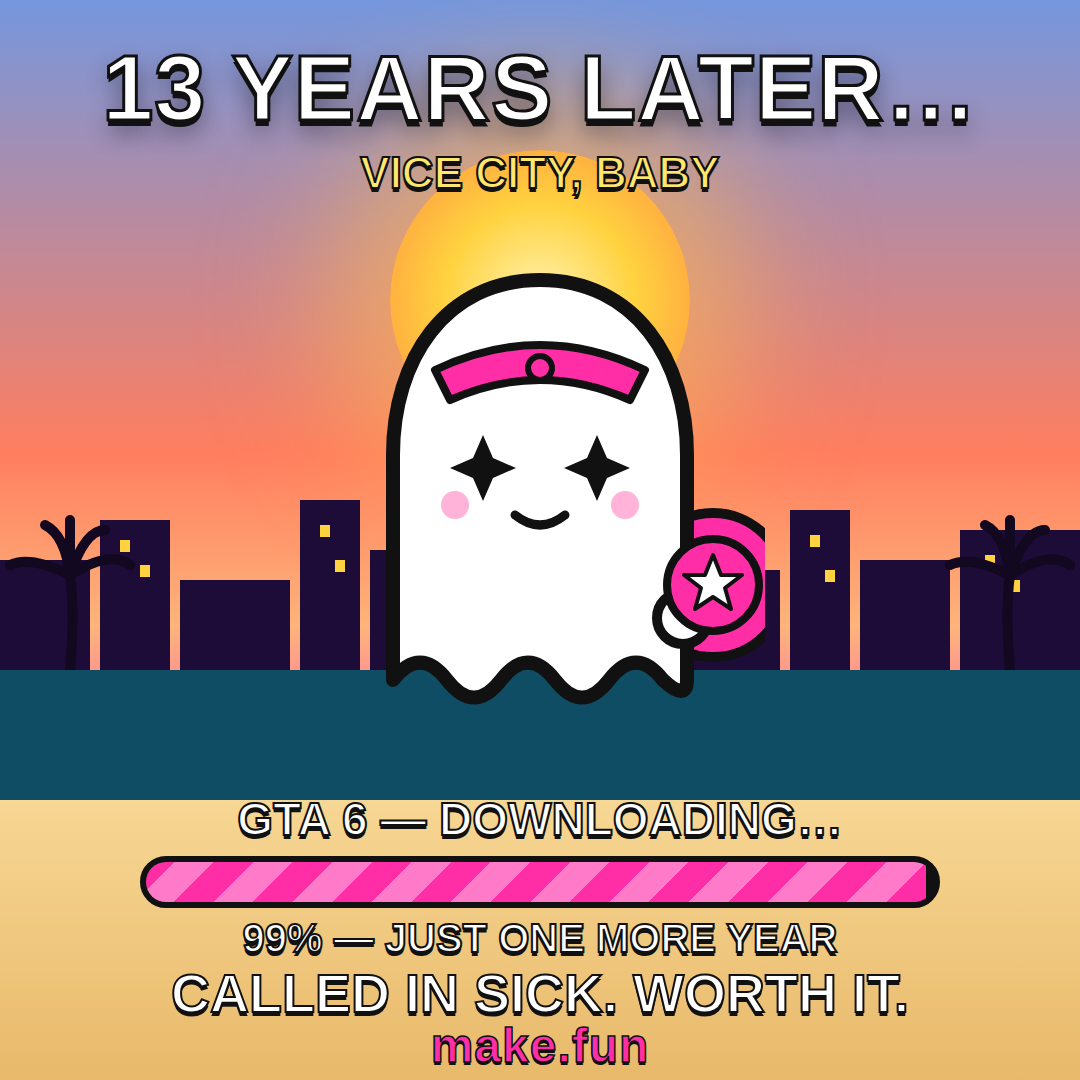 13 YEARS LATER...
VICE CITY, BABY
GTA 6 — DOWNLOADING...
99% — JUST ONE MORE YEAR
CALLED IN SICK. WORTH IT.
make.fun